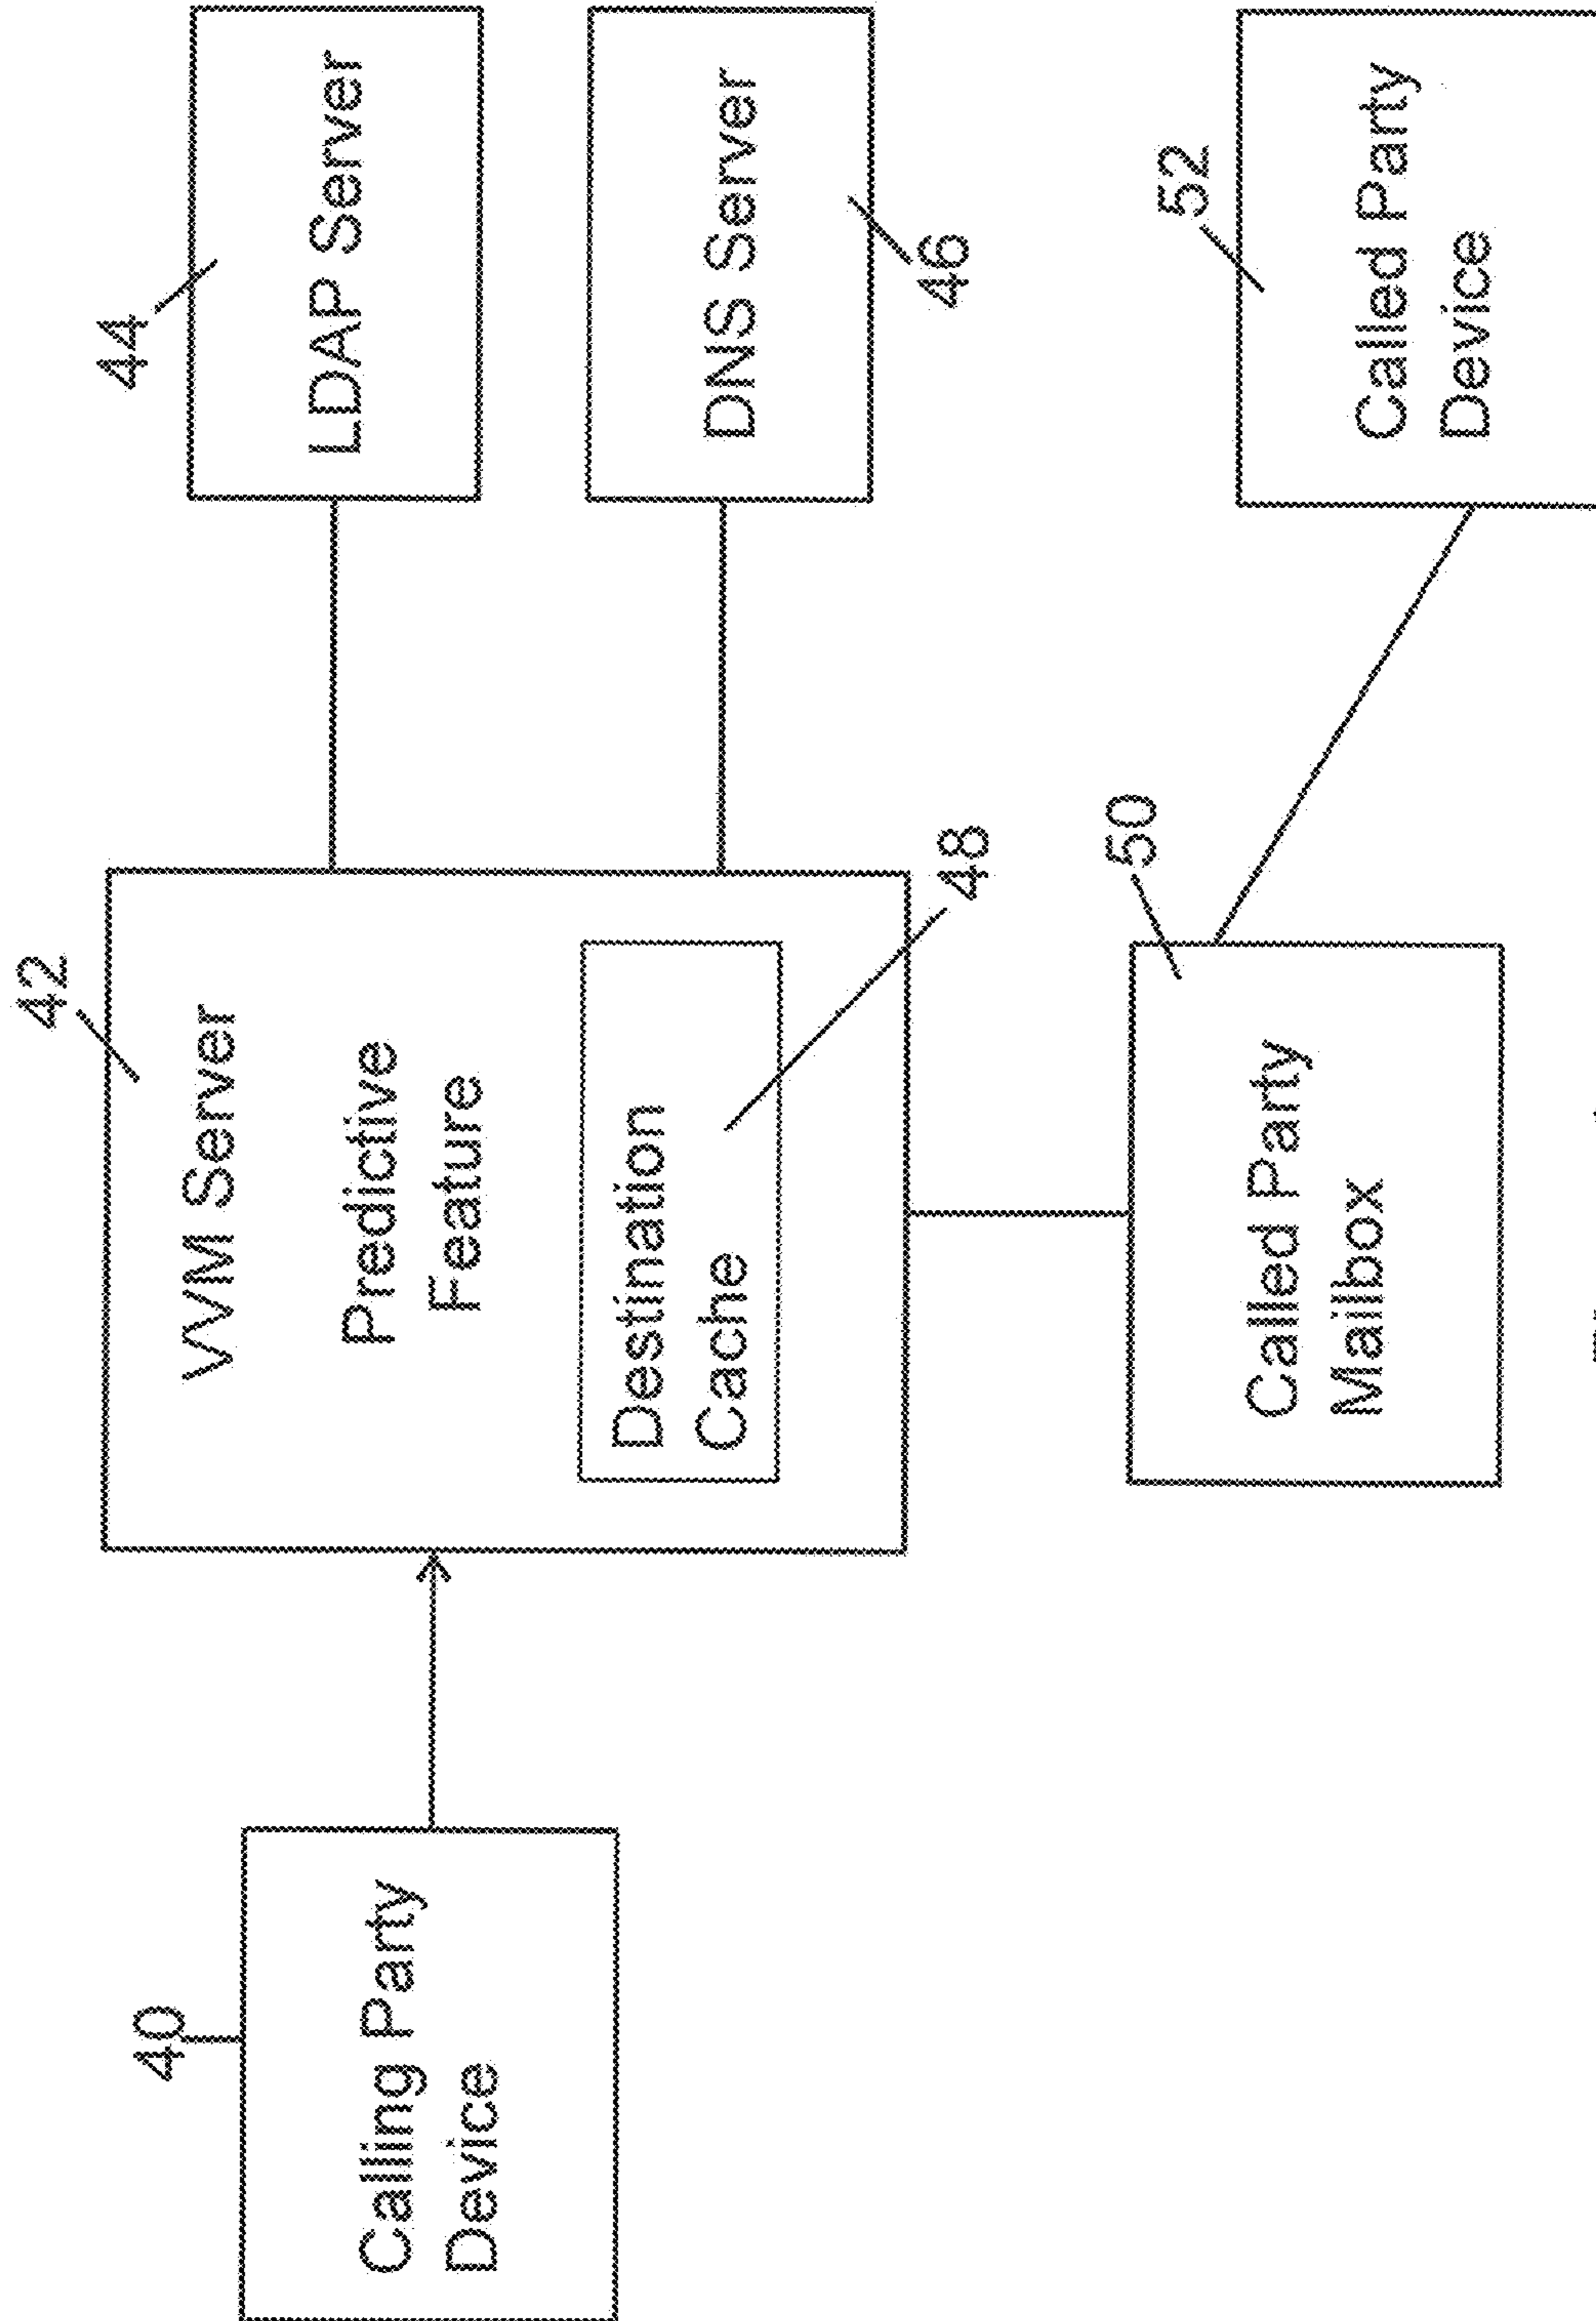 40
Calling Party
Device
42
VVM Server
Predictive
Feature
Destination
Cache
48
44
LDAP Server
DNS Server
46
50
Called Party
Mailbox
52
Called Party
Device